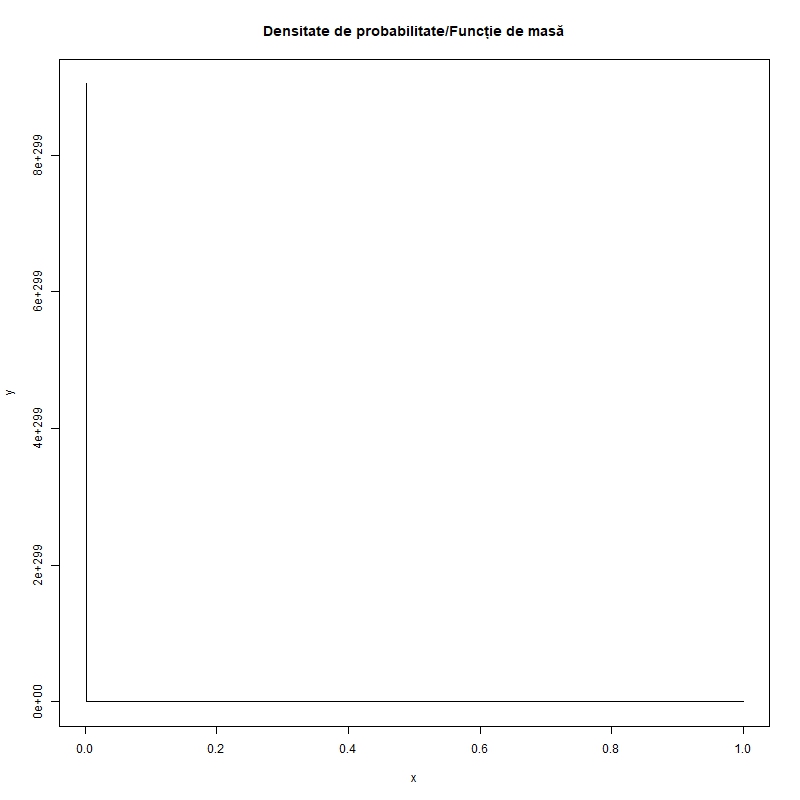 Densitate de probabilitate/Funcție de masă
8e+299
6e+299
4e+299
2e+299
0e+00
y
0.0 0.2 0.4 0.6 0.8 1.0
x